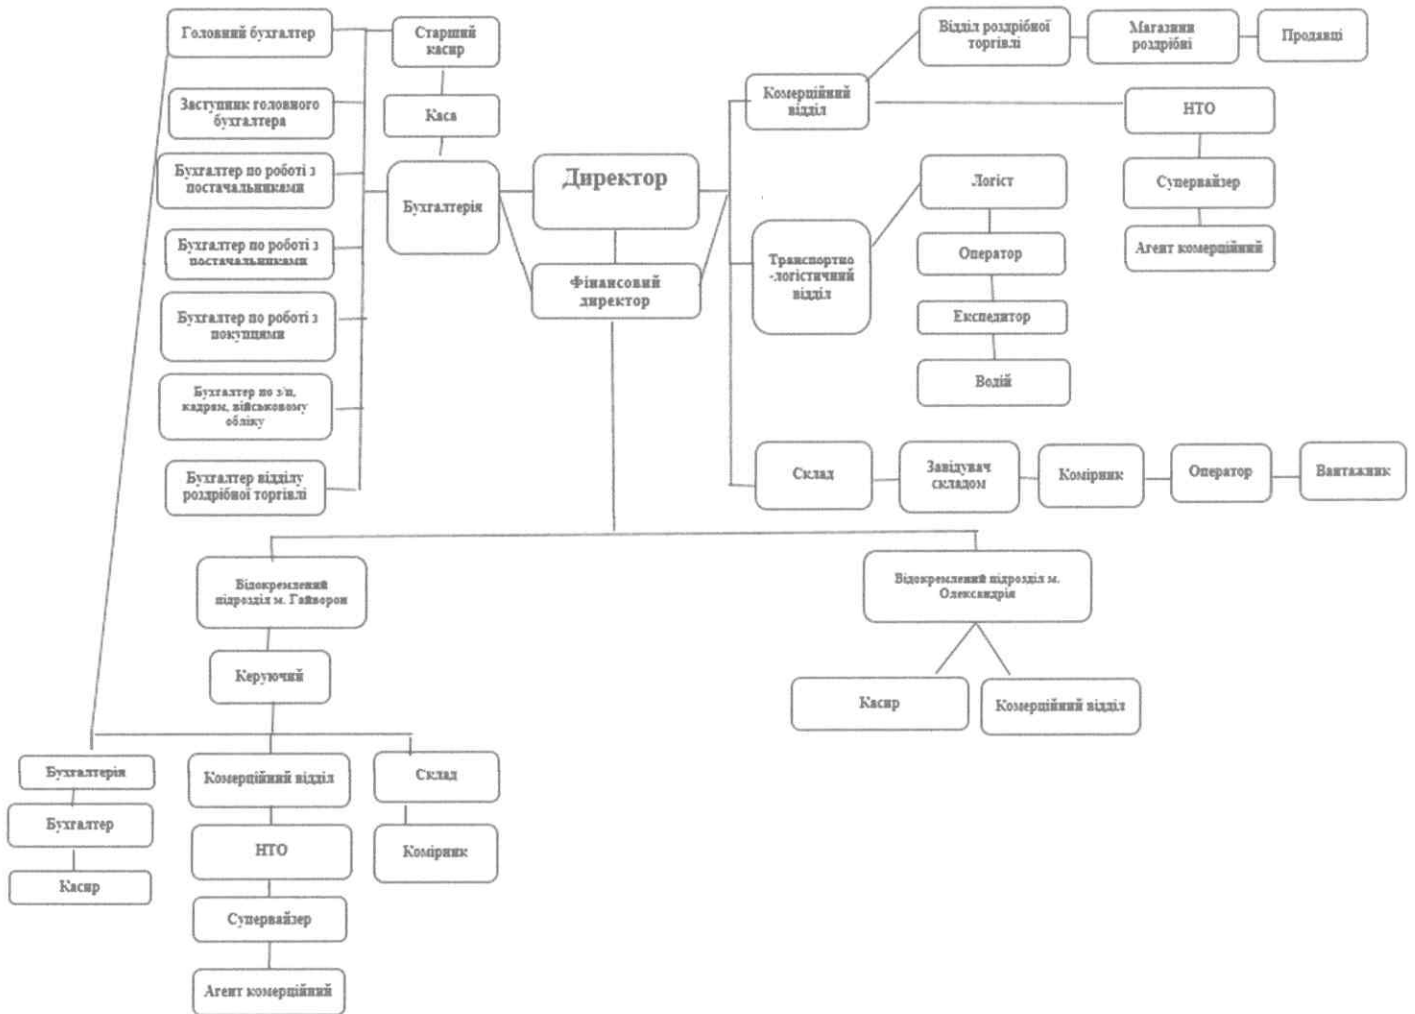 Головний бухгалтер
Старший
касир
Відділ роздрібної
торгівлі
Магазини
роздрібні
Продавці
Заступник головного
бухгалтера
Каса
Комерційний
відділ
НТО
Бухгалтер по роботі з
постачальниками
Бухгалтерія
Директор
Логіст
Супервайзер
Бухгалтер по роботі з
постачальниками
Фінансовий
директор
Транспортно
-логістичний
відділ
Оператор
Агент комерційний
Бухгалтер по роботі з
покупцями
Експедитор
Бухгалтер по з/п,
кадрам, військовому
обліку
Водій
Бухгалтер відділу
роздрібної торгівлі
Склад
Завідувач
складом
Комірник
Оператор
Вантажник
Відокремлений
підрозділ м. Гайворон
Відокремлений підрозділ м.
Олександрія
Керуючий
Касир
Комерційний відділ
Бухгалтерія
Комерційний відділ
Склад
Бухгалтер
НТО
Комірник
Касир
Супервайзер
Агент комерційний